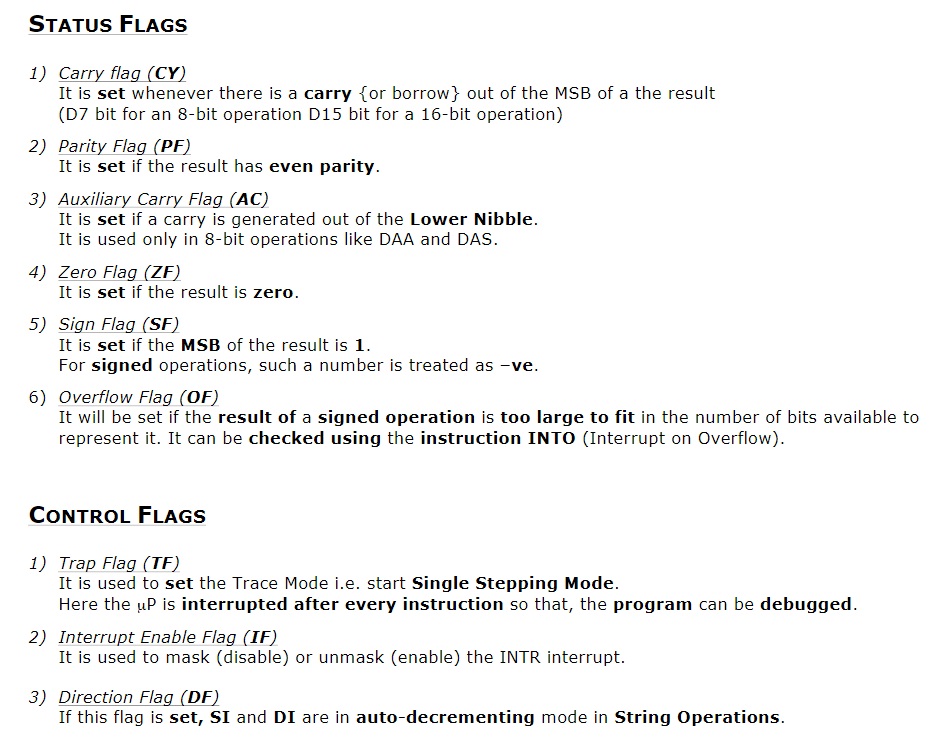 STATUS FLAGS
1) Carry flag (CY)
It is set whenever there is a carry {or borrow} out of the MSB of a the result
(D7 bit for an 8-bit operation D15 bit for a 16-bit operation)
2) Parity Flag (PF)
It is set if the result has even parity.
3) Auxiliary Carry Flag (AC)
It is set if a carry is generated out of the Lower Nibble.
It is used only in 8-bit operations like DAA and DAS.
4) Zero Flag (ZF)
It is set if the result is zero.
5) Sign Flag (SF)
It is set if the MSB of the result is 1.
For signed operations, such a number is treated as –ve.
6) Overflow Flag (OF)
It will be set if the result of a signed operation is too large to fit in the number of bits available to
represent it. It can be checked using the instruction INTO (Interrupt on Overflow).
CONTROL FLAGS
1) Trap Flag (TF)
It is used to set the Trace Mode i.e. start Single Stepping Mode.
Here the μP is interrupted after every instruction so that, the program can be debugged.
2) Interrupt Enable Flag (IF)
It is used to mask (disable) or unmask (enable) the INTR interrupt.
3) Direction Flag (DF)
If this flag is set, SI and DI are in auto-decrementing mode in String Operations.